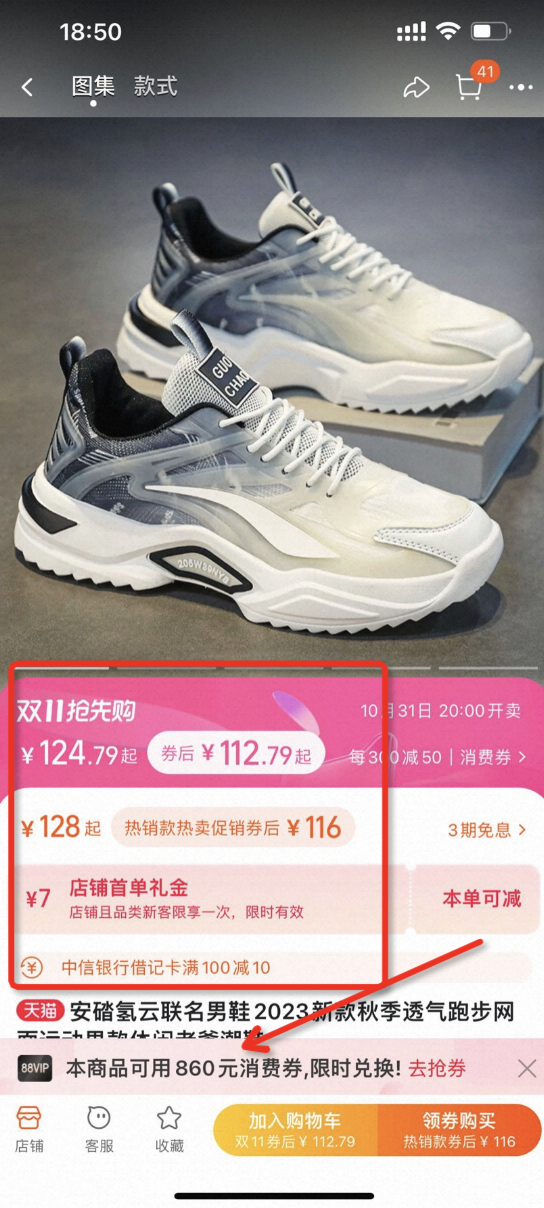 18:50
图集 款式
41
GUO
CHAO
双11抢先购
10月31日 20:00开卖
¥124.79起 券后 ¥112.79起
每300减50 | 消费券 >
¥128起 热销款热卖促销券后 ¥116
3期免息 >
¥7 店铺首单礼金
店铺且品类新客限享一次，限时有效
本单可减
中信银行借记卡满100减10
天猫 安硌氢云联名男鞋2023新款秋季透气跑步网
88VIP 本商品可用860元消费券,限时兑换! 去抢券
店铺 客服 收藏
加入购物车
双11券后¥112.79
领券购买
热销款券后¥116